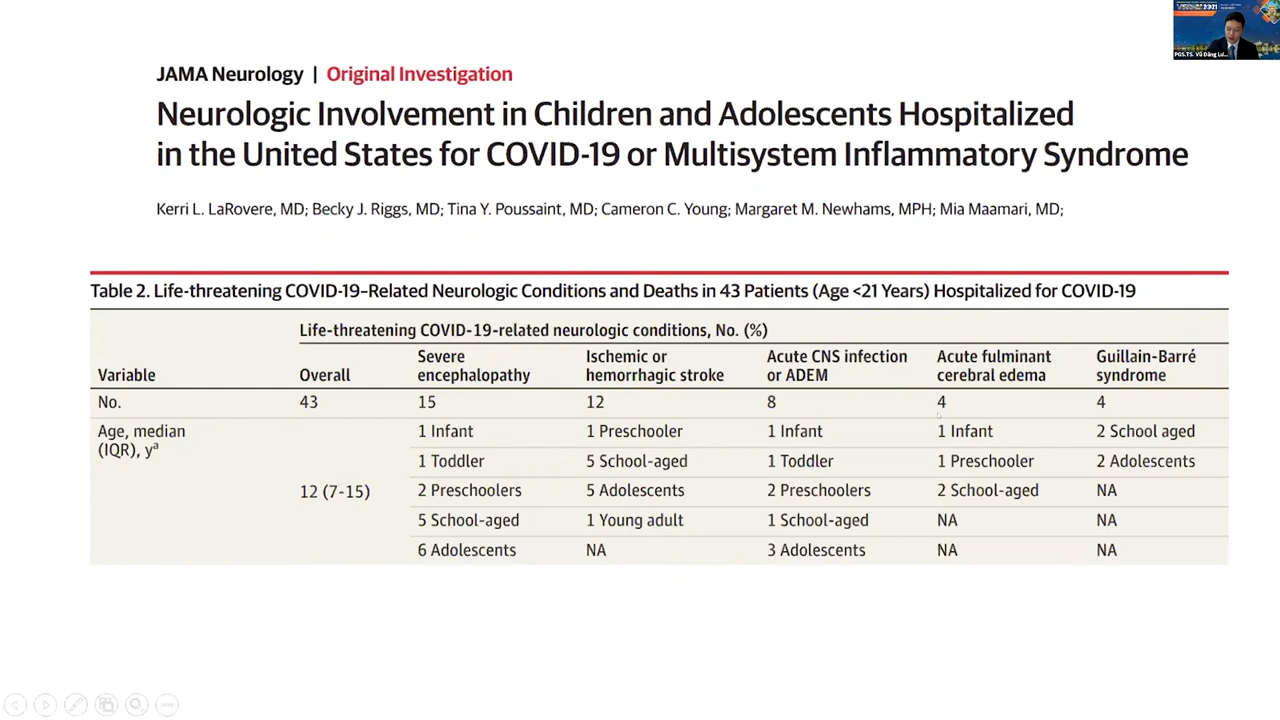 PGS.TS. Vũ Đăng Lư...
JAMA Neurology | Original Investigation
Neurologic Involvement in Children and Adolescents Hospitalized
in the United States for COVID-19 or Multisystem Inflammatory Syndrome
Kerri L. LaRovere, MD; Becky J. Riggs, MD; Tina Y. Poussaint, MD; Cameron C. Young; Margaret M. Newhams, MPH; Mia Maamari, MD;
Table 2. Life-threatening COVID-19–Related Neurologic Conditions and Deaths in 43 Patients (Age <21 Years) Hospitalized for COVID-19
Life-threatening COVID-19-related neurologic conditions, No. (%)
Variable Overall Severe encephalopathy Ischemic or hemorrhagic stroke Acute CNS infection or ADEM Acute fulminant cerebral edema Guillain-Barré syndrome
No. 43 15 12 8 4 4
Age, median (IQR), yᵃ 12 (7-15)
1 Infant 1 Preschooler 1 Infant 1 Infant 2 School aged
1 Toddler 5 School-aged 1 Toddler 1 Preschooler 2 Adolescents
2 Preschoolers 5 Adolescents 2 Preschoolers 2 School-aged NA
5 School-aged 1 Young adult 1 School-aged NA NA
6 Adolescents NA 3 Adolescents NA NA